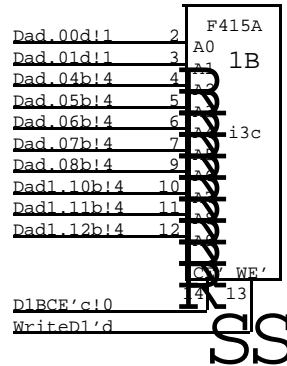 F415A
Dad.00d!1 2 A0
Dad.01d!1 3 A1 1B
Dad.04b!4 4
Dad.05b!4 5
Dad.06b!4 6 i3c
Dad.07b!4 7
Dad.08b!4 9
Dad1.10b!4 10
Dad1.11b!4 11
Dad1.12b!4 12
WE'
14 13
D1BCE'c!0
WriteD1'd
SS